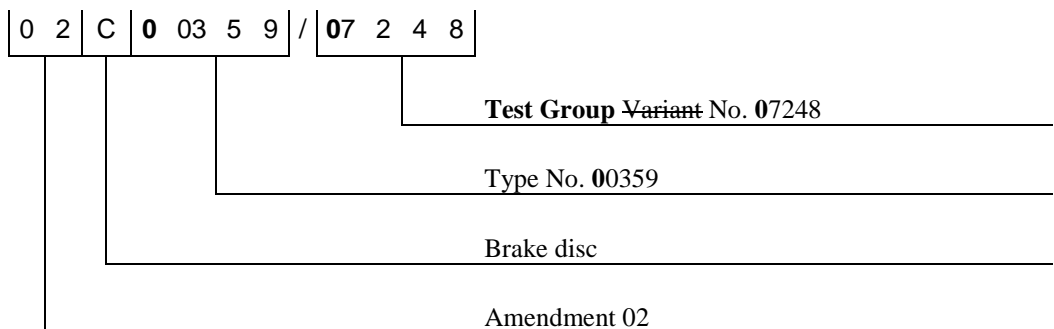 0 2 C 0 03 5 9 / 07 2 4 8
Test Group Variant No. 07248
Type No. 00359
Brake disc
Amendment 02